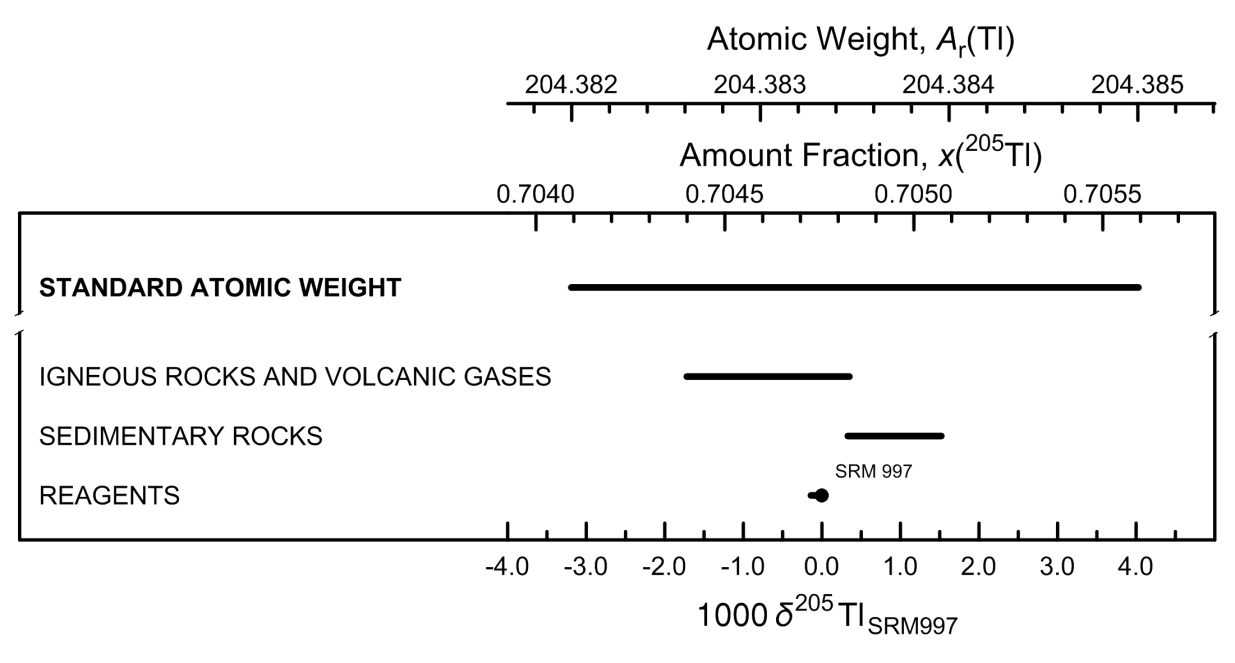 Atomic Weight, Ar(Tl)
204.382 204.383 204.384 204.385
Amount Fraction, x(205Tl)
0.7040 0.7045 0.7050 0.7055
STANDARD ATOMIC WEIGHT
IGNEOUS ROCKS AND VOLCANIC GASES
SEDIMENTARY ROCKS
SRM 997
REAGENTS
-4.0 -3.0 -2.0 -1.0 0.0 1.0 2.0 3.0 4.0
1000 δ205TlSRM997